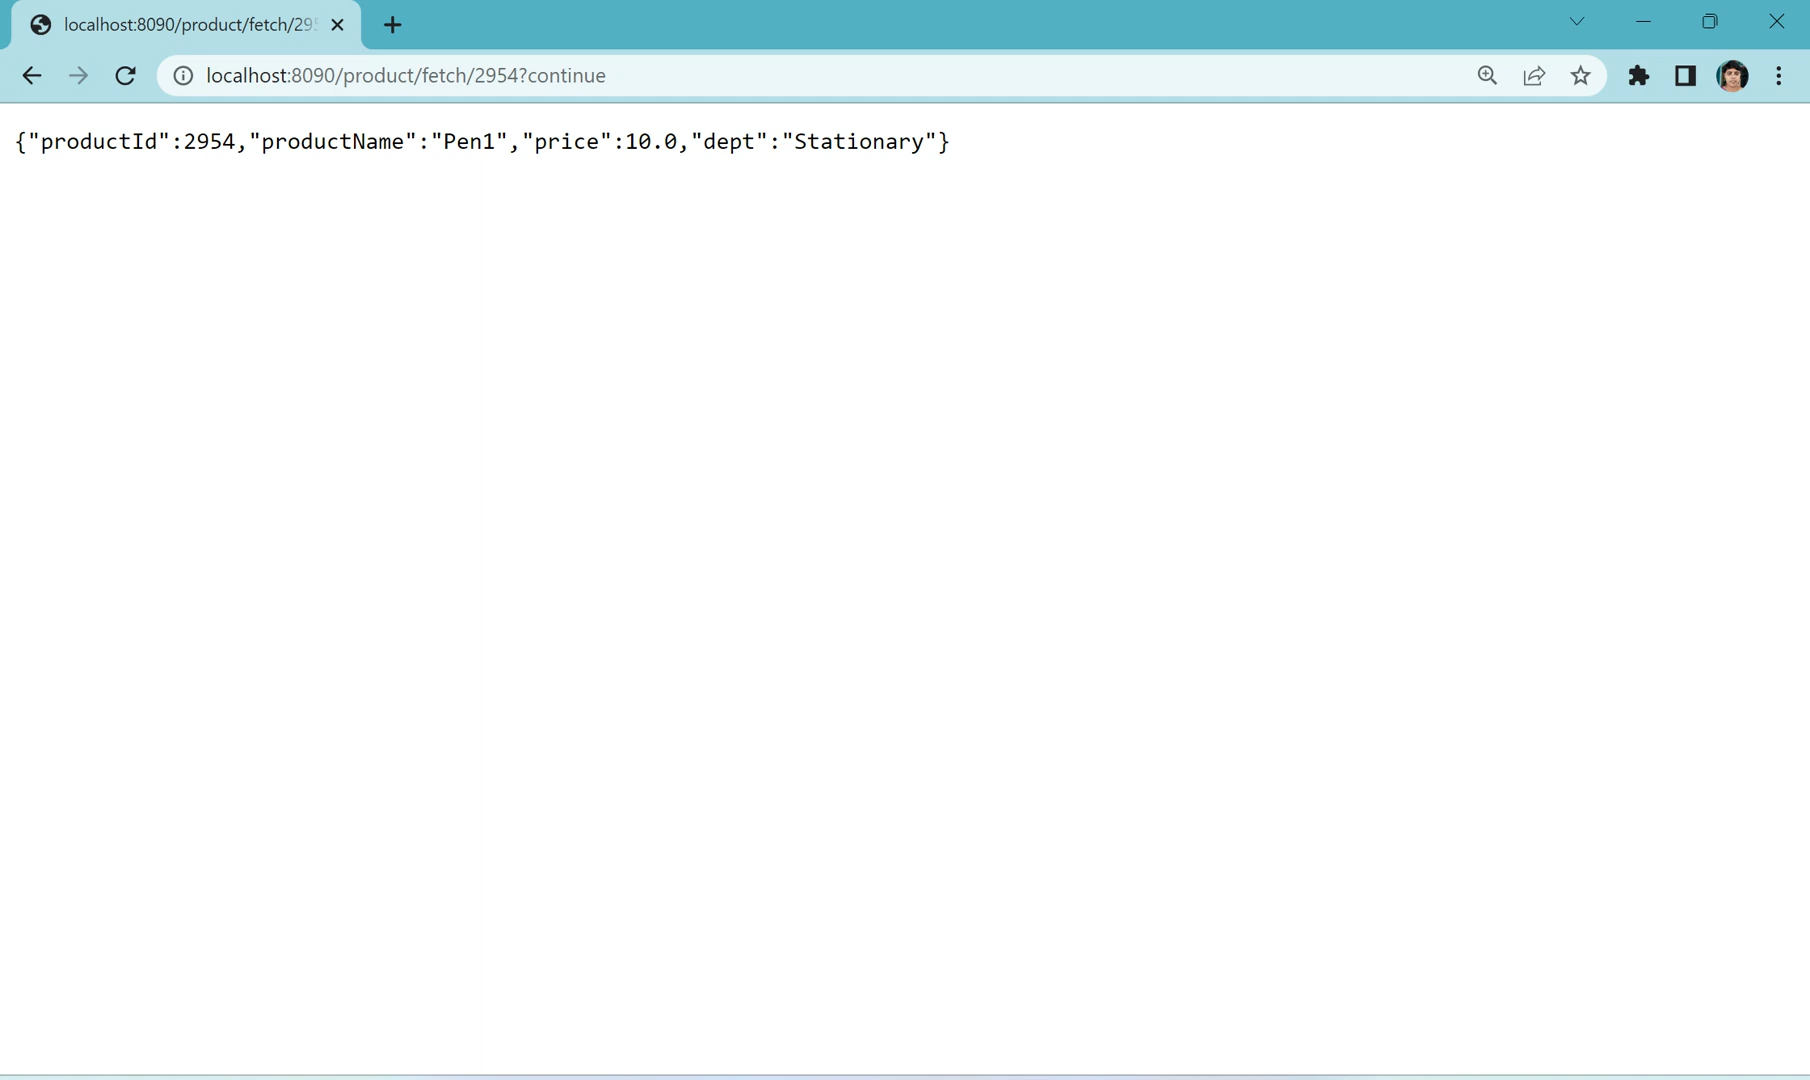 localhost:8090/product/fetch/295
localhost:8090/product/fetch/2954?continue
{"productId":2954,"productName":"Pen1","price":10.0,"dept":"Stationary"}